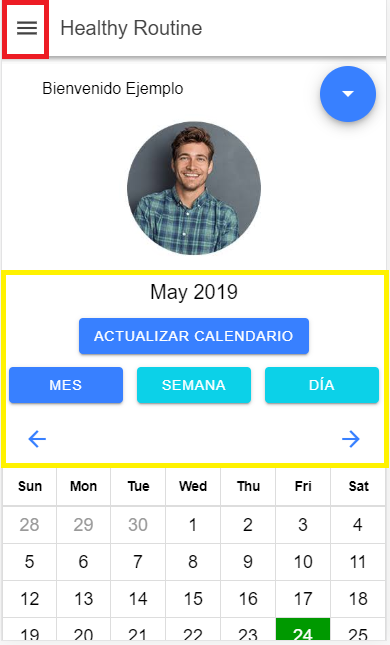 Healthy Routine
Bienvenido Ejemplo
May 2019
ACTUALIZAR CALENDARIO
MES SEMANA DÍA
Sun Mon Tue Wed Thu Fri Sat
28 29 30 1 2 3 4
5 6 7 8 9 10 11
12 13 14 15 16 17 18
19 20 21 22 23 24 25